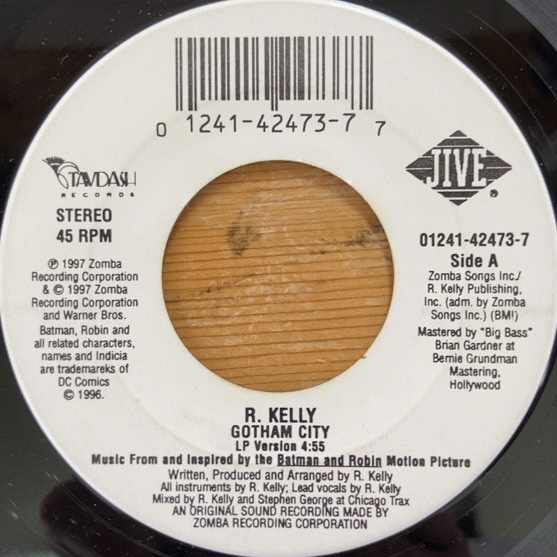 0 1241-42473-7 7
TAVDASH
RECORDS
JIVE
®
STEREO
45 RPM
℗ 1997 Zomba
Recording Corporation
& © 1997 Zomba
Recording Corporation
and Warner Bros.
Batman, Robin and
all related characters,
names and Indicia
are trademareks of
DC Comics
© 1996.
01241-42473-7
Side A
Zomba Songs Inc./
R. Kelly Publishing,
Inc. (adm. by Zomba
Songs Inc.) (BMI)
Mastered by "Big Bass"
Brian Gardner at
Bernie Grundman
Mastering,
Hollywood
R. KELLY
GOTHAM CITY
LP Version 4:55
Music From and Inspired by the Batman and Robin Motion Picture
Written, Produced and Arranged by R. Kelly
All instruments by R. Kelly; Lead vocals by R. Kelly
Mixed by R. Kelly and Stephen George at Chicago Trax
AN ORIGINAL SOUND RECORDING MADE BY
ZOMBA RECORDING CORPORATION